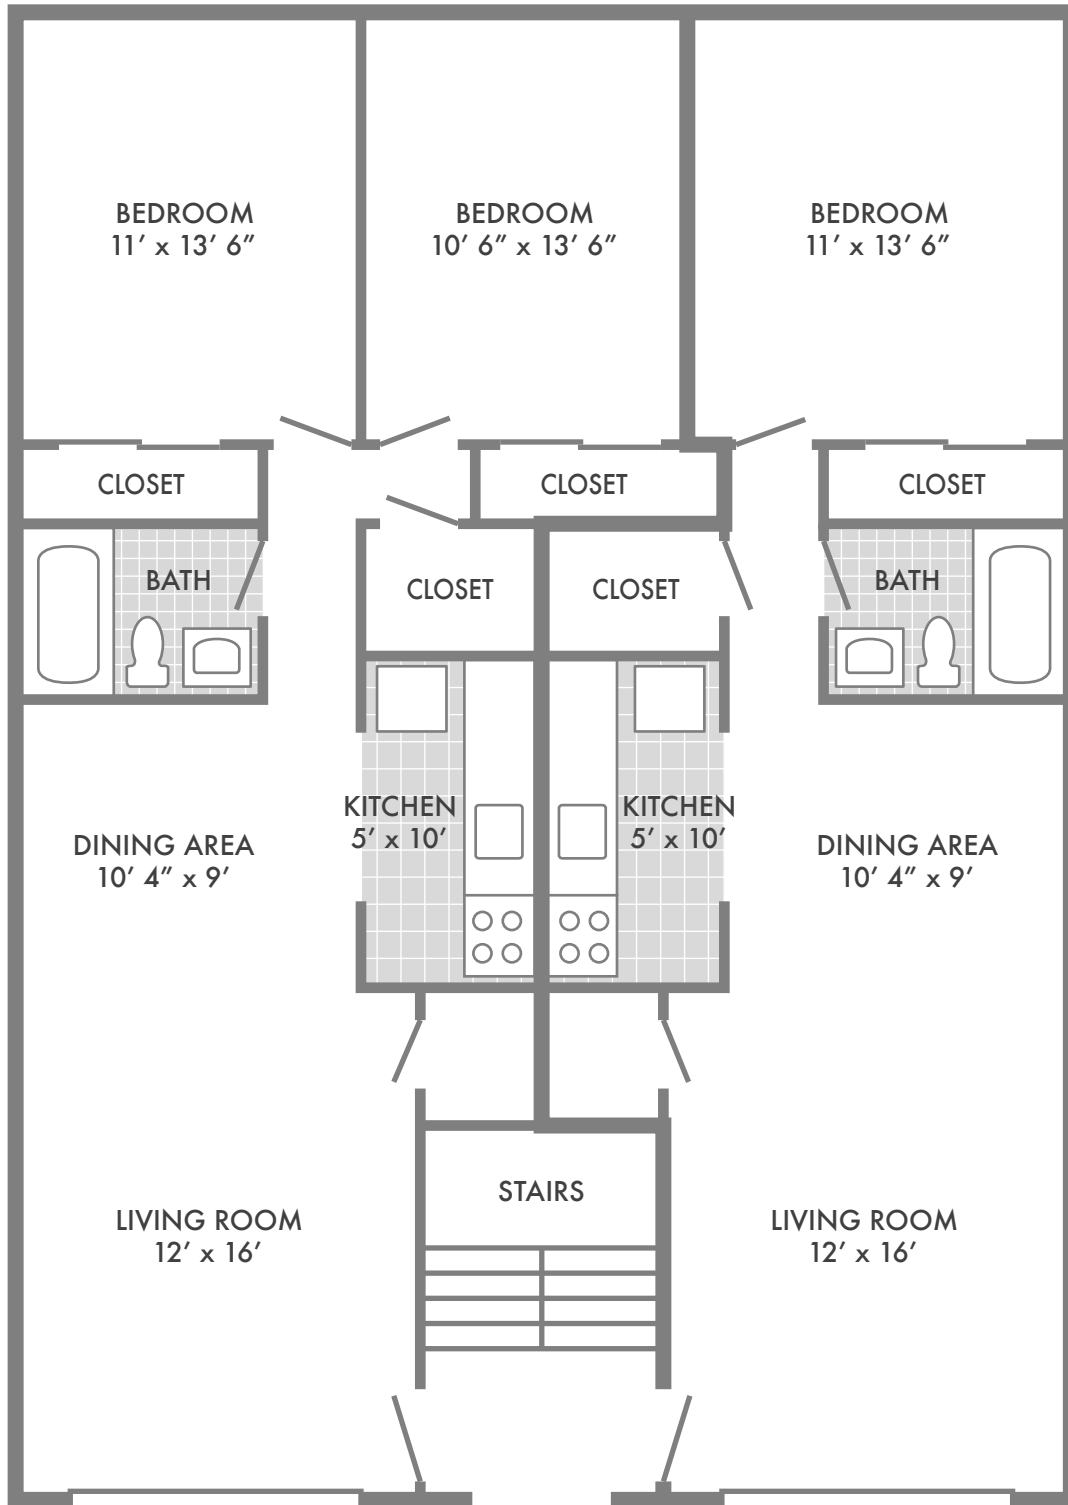 BEDROOM
11’ x 13’ 6”
BEDROOM
10’ 6” x 13’ 6”
BEDROOM
11’ x 13’ 6”
CLOSET
CLOSET
CLOSET
BATH
CLOSET
CLOSET
BATH
KITCHEN
5’ x 10’
KITCHEN
5’ x 10’
DINING AREA
10’ 4” x 9’
DINING AREA
10’ 4” x 9’
STAIRS
LIVING ROOM
12’ x 16’
LIVING ROOM
12’ x 16’